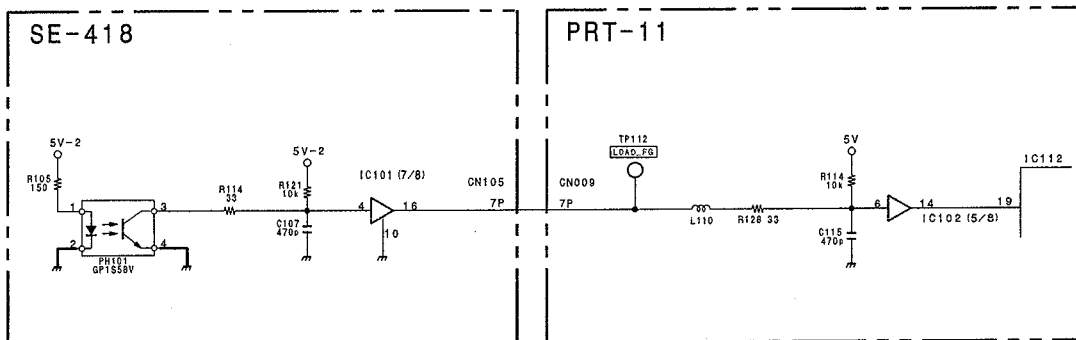 SE-418
PRT-11
5V-2
R105
150
1
2
3
4
PH101
GP1S58V
R114
33
5V-2
R121
10k
C107
470p
IC101 (7/8)
4
16
10
CN105
7P
CN009
7P
TP112
LOAD_FG
L110
R128 33
5V
R114
10k
C115
470p
6
14
IC102 (5/8)
19
IC112